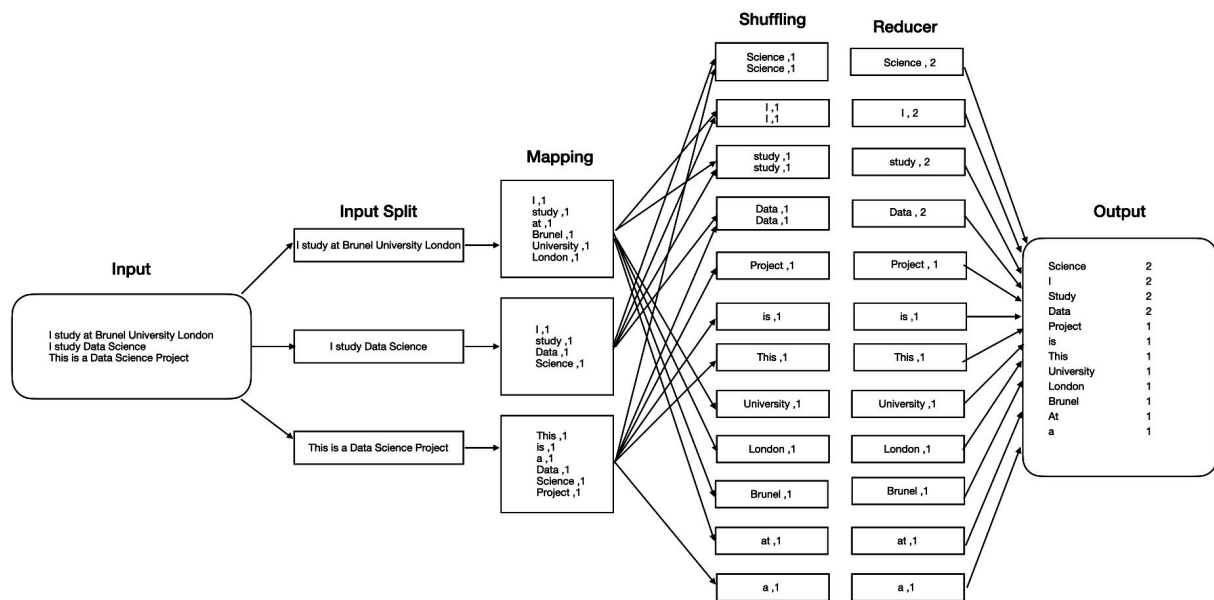 Input
I study at Brunel University London
I study Data Science
This is a Data Science Project
Input Split
I study at Brunel University London
I study Data Science
This is a Data Science Project
Mapping
I ,1
study ,1
at ,1
Brunel ,1
University ,1
London ,1
I ,1
study ,1
Data ,1
Science ,1
This ,1
is ,1
a ,1
Data ,1
Science ,1
Project ,1
Shuffling
Science ,1
Science ,1
I ,1
I ,1
study ,1
study ,1
Data ,1
Data ,1
Project ,1
is ,1
This ,1
University ,1
London ,1
Brunel ,1
at ,1
a ,1
Reducer
Science , 2
I , 2
study , 2
Data , 2
Project , 1
is ,1
This ,1
University ,1
London ,1
Brunel ,1
at ,1
a ,1
Output
Science 2
I 2
Study 2
Data 2
Project 1
is 1
This 1
University 1
London 1
Brunel 1
At 1
a 1